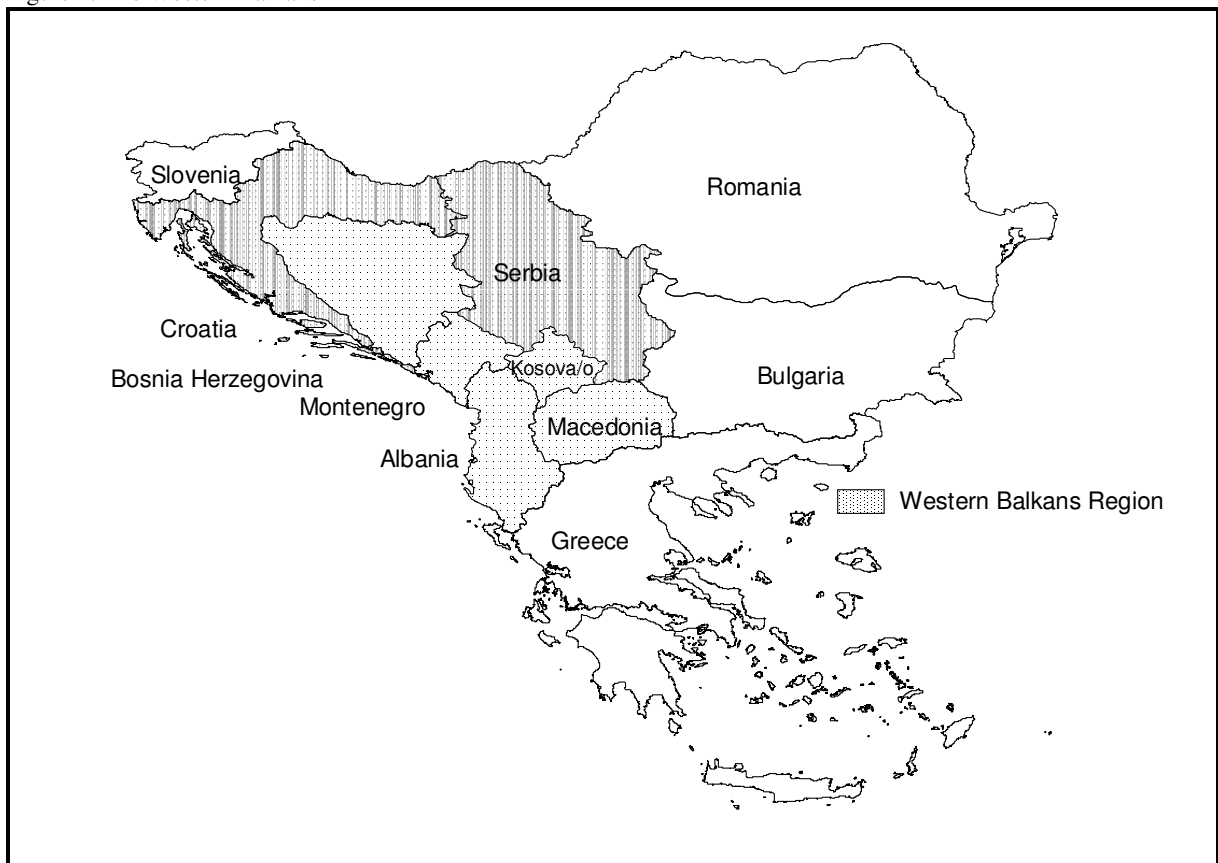 Slovenia
Romania
Serbia
Croatia
Kosova/o
Bulgaria
Bosnia Herzegovina
Montenegro
Macedonia
Albania
Western Balkans Region
Greece